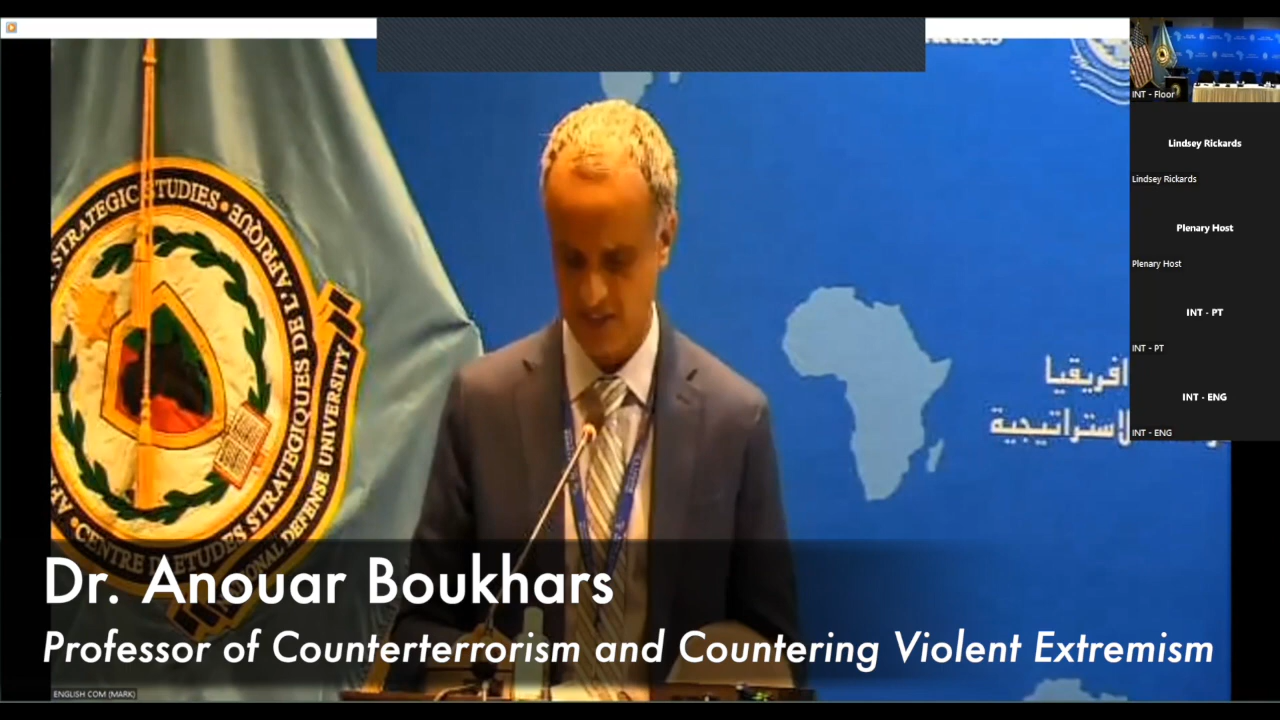 INT - Floor
Lindsey Rickards
Lindsey Rickards
Plenary Host
Plenary Host
INT - PT
INT - PT
INT - ENG
INT - ENG
STRATEGIC STUDIES • CENTRE D'ETUDES STRATEGIQUES DE L'AFRIQUE •
DEFENSE UNIVERSITY
افريقيا
الاستراتيجية
Dr. Anouar Boukhars
Professor of Counterterrorism and Countering Violent Extremism
ENGLISH COM (MARK)